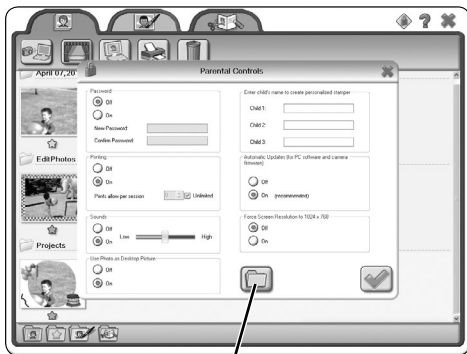 April 07,20
EditPhotos
Projects
Parental Controls
Password
Off
On
New Password:
Confirm Password:
Printing
Off
On
Prints allow per session
0
Unlimited
Sounds
Off
On
Low
High
Use Photo as Desktop Picture
Off
On
Enter child's name to create personalized stamper
Child 1:
Child 2:
Child 3:
Automatic Updates (for PC software and camera
firmware)
Off
On (recommended)
Force Screen Resolution to 1024 x 768
Off
On